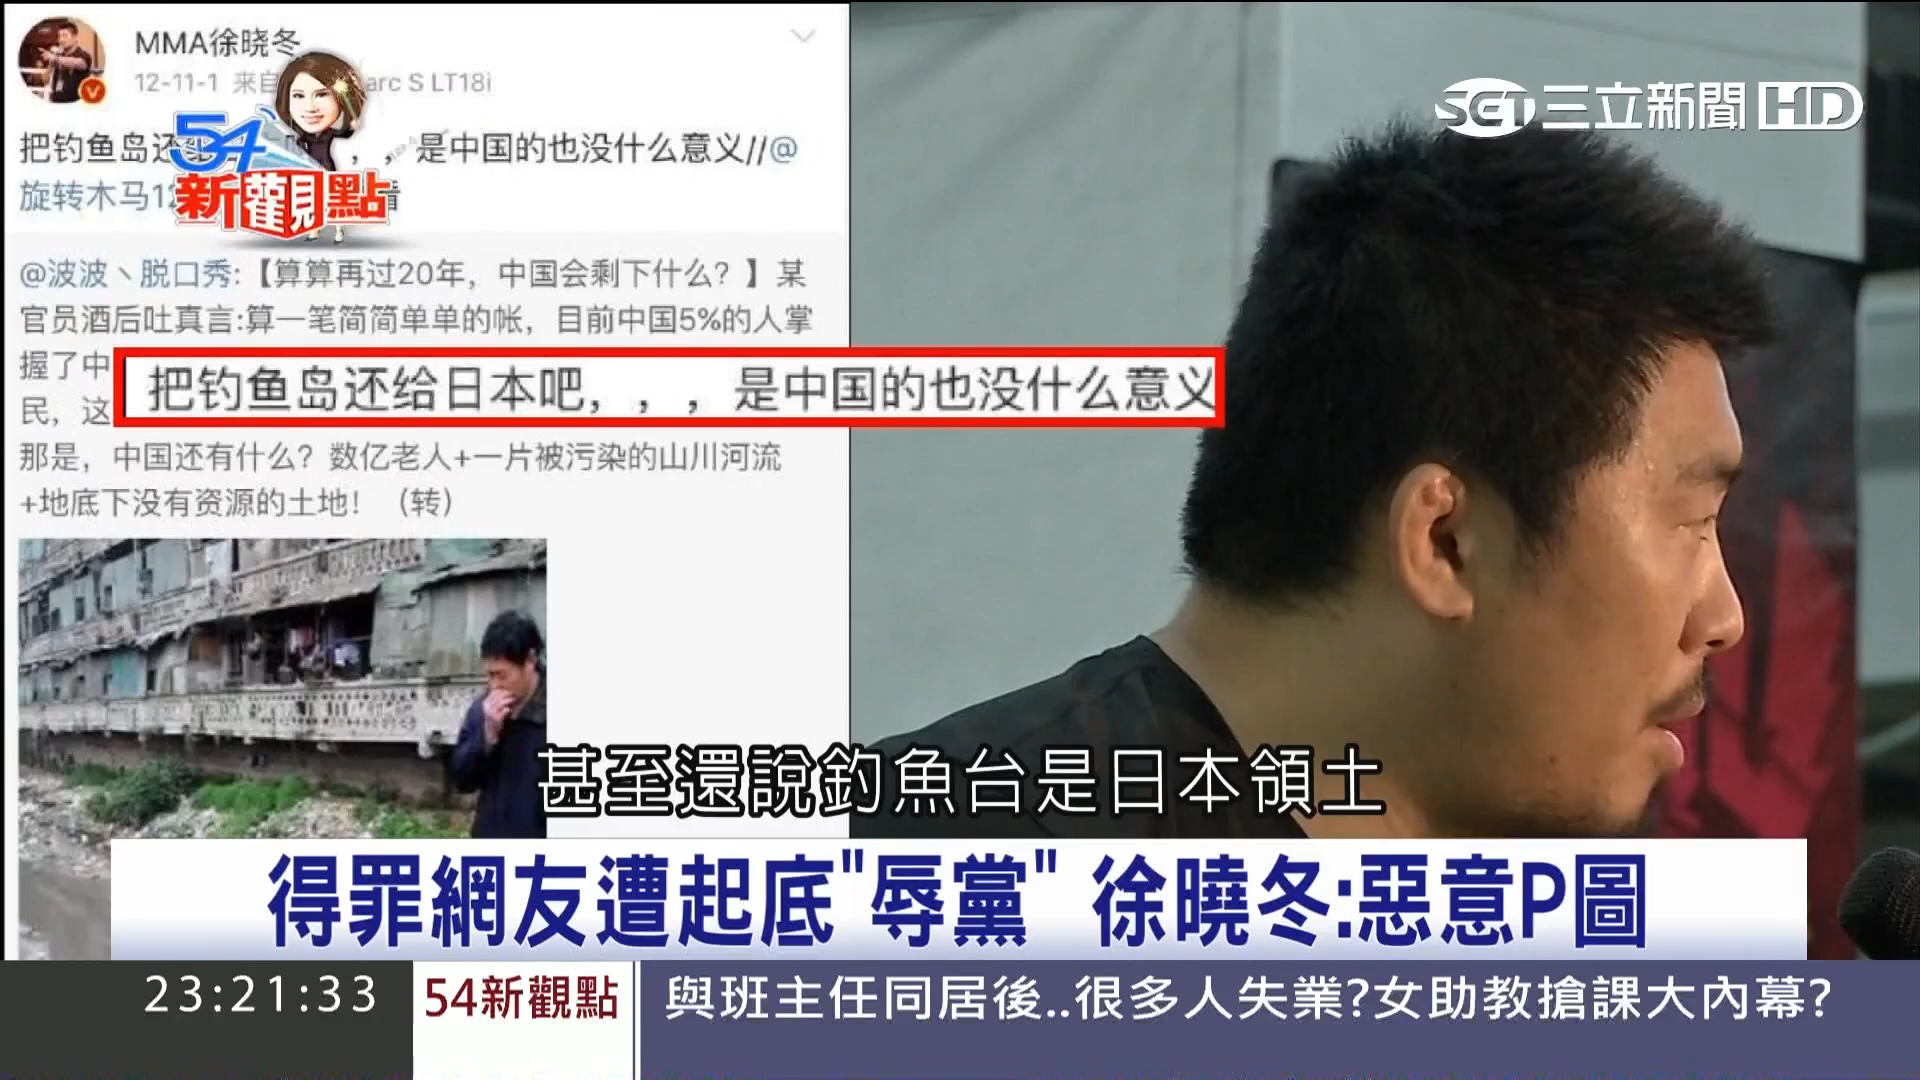 MMA徐晓冬
12-11-1 来自 arc S LT18i
SET三立新聞HD
54
新觀點
把钓鱼岛还 是中国的也没什么意义//@
旋转木马12
@波波丶脱口秀:【算算再过20年，中国会剩下什么？】某
官员酒后吐真言:算一笔简简单单的帐，目前中国5%的人掌
握了中
民，这
把钓鱼岛还给日本吧，，，是中国的也没什么意义
那是，中国还有什么？数亿老人+一片被污染的山川河流
+地底下没有资源的土地！（转）
甚至還說釣魚台是日本領土
得罪網友遭起底"辱黨" 徐曉冬:惡意P圖
23:21:33
54新觀點
與班主任同居後..很多人失業?女助教搶課大內幕?